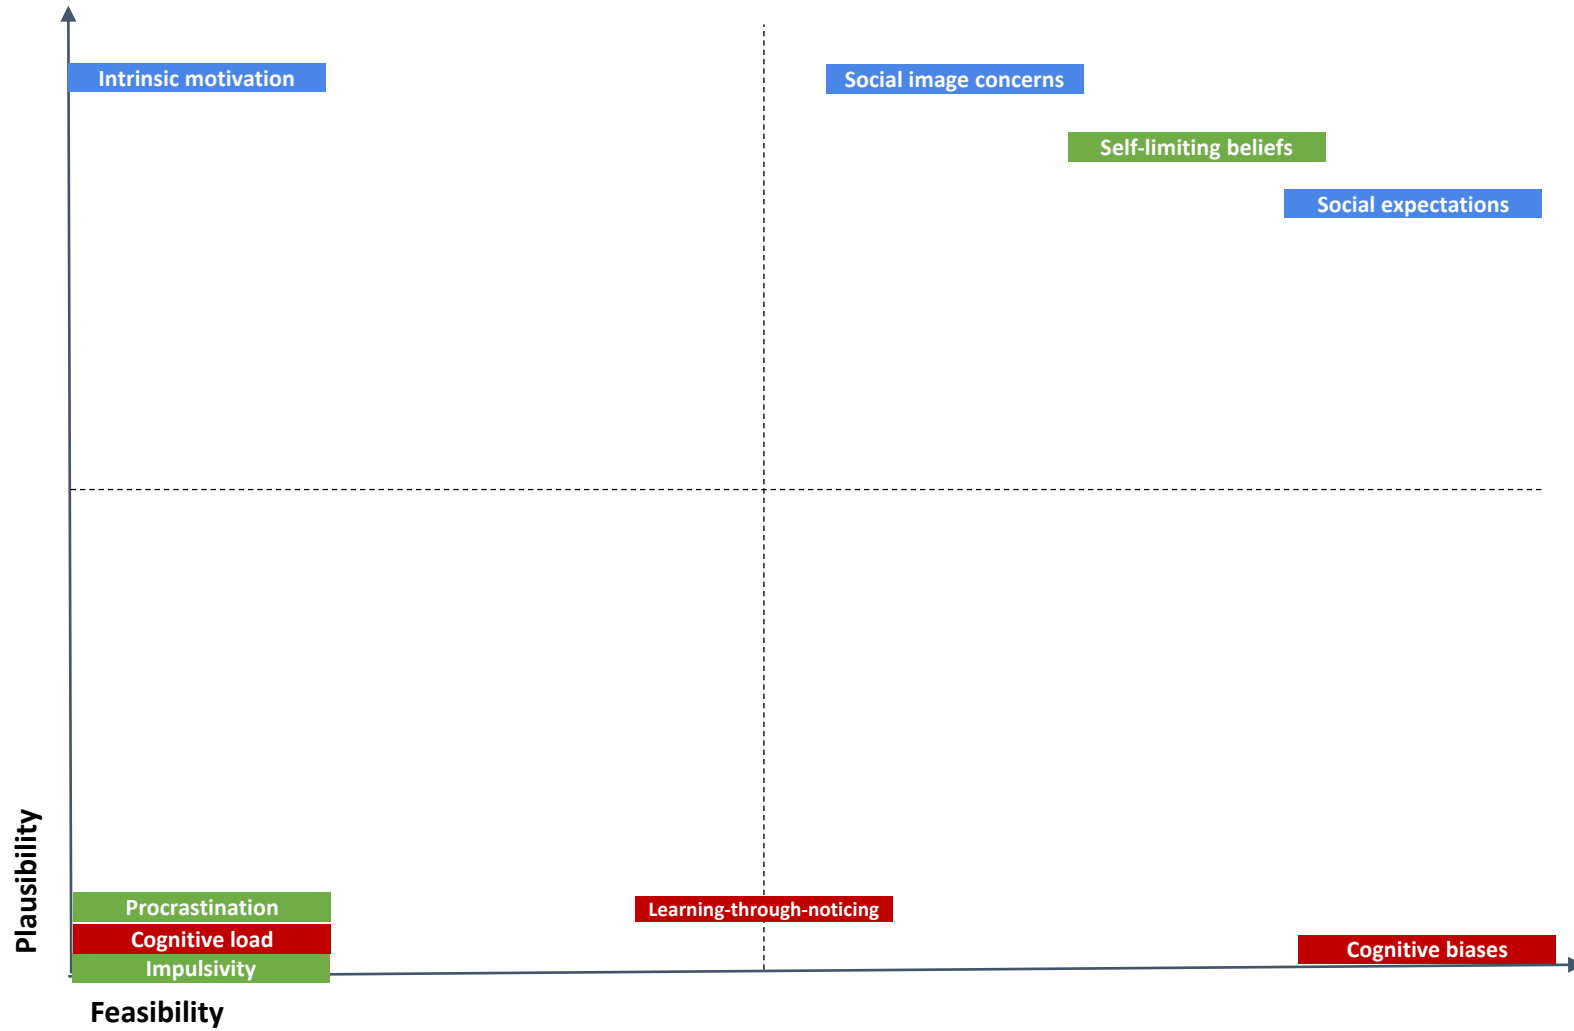 Intrinsic motivation
Social image concerns
Self-limiting beliefs
Social expectations
Plausibility
Procrastination
Learning-through-noticing
Cognitive load
Cognitive biases
Impulsivity
Feasibility